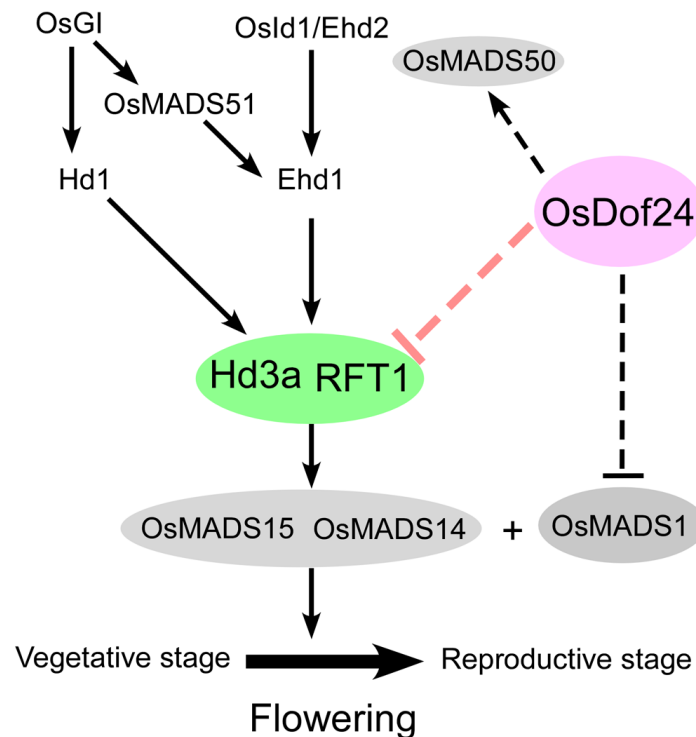 OsGI
OsId1/Ehd2
OsMADS50
OsMADS51
Hd1
Ehd1
OsDof24
Hd3a RFT1
OsMADS15 OsMADS14 + OsMADS1
Vegetative stage
Reproductive stage
Flowering